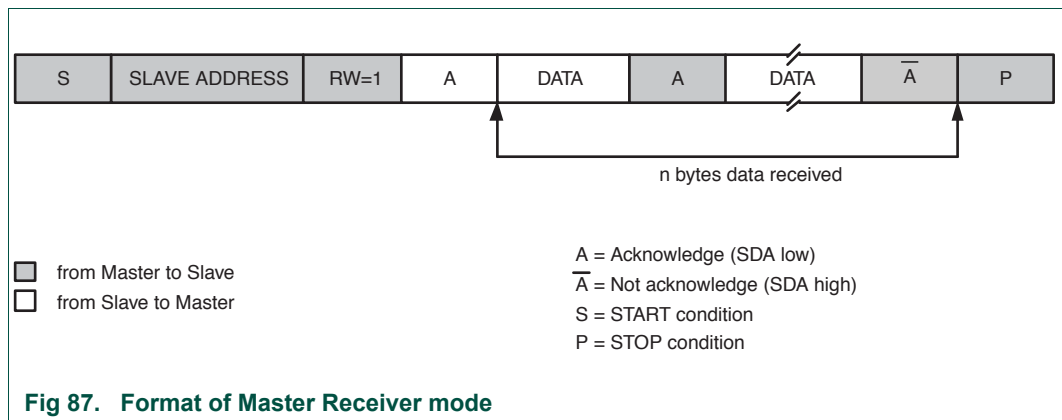 S SLAVE ADDRESS RW=1 A DATA A DATA A̅ P
n bytes data received
from Master to Slave
from Slave to Master
A = Acknowledge (SDA low)
A̅ = Not acknowledge (SDA high)
S = START condition
P = STOP condition
Fig 87. Format of Master Receiver mode